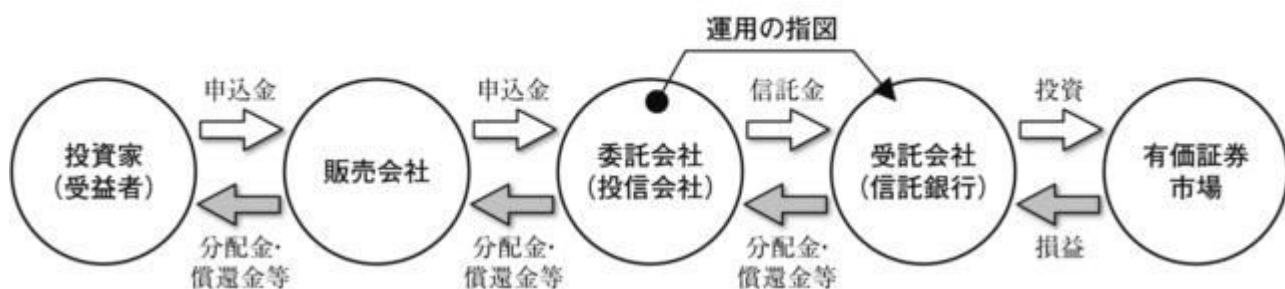 運用の指図
申込金
申込金
信託金
投資
投資家
(受益者)
販売会社
委託会社
(投信会社)
受託会社
(信託銀行)
有価証券
市場
分配金・
償還金等
分配金・
償還金等
分配金・
償還金等
損益